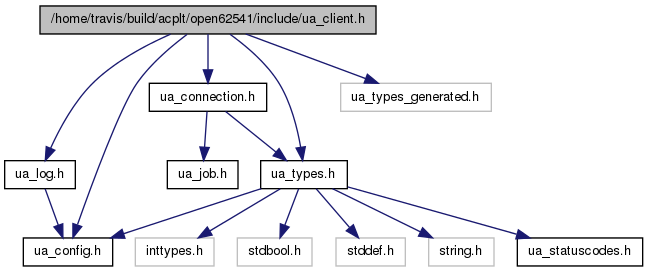 /home/travis/build/acplt/open62541/include/ua_client.h
ua_connection.h
ua_types_generated.h
ua_log.h
ua_job.h
ua_types.h
ua_config.h
inttypes.h
stdbool.h
stddef.h
string.h
ua_statuscodes.h